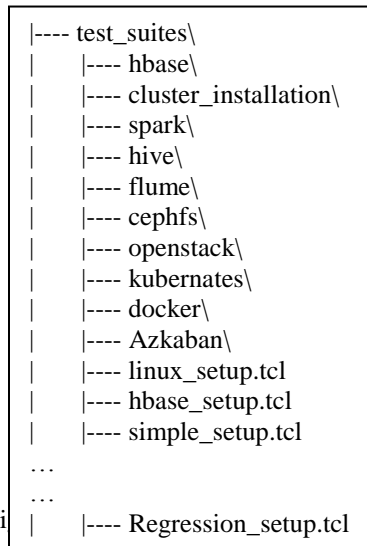 |---- test_suites\
|    |---- hbase\
|    |---- cluster_installation\
|    |---- spark\
|    |---- hive\
|    |---- flume\
|    |---- cephfs\
|    |---- openstack\
|    |---- kubernates\
|    |---- docker\
|    |---- Azkaban\
|    |---- linux_setup.tcl
|    |---- hbase_setup.tcl
|    |---- simple_setup.tcl
…
…
i |    |---- Regression_setup.tcl